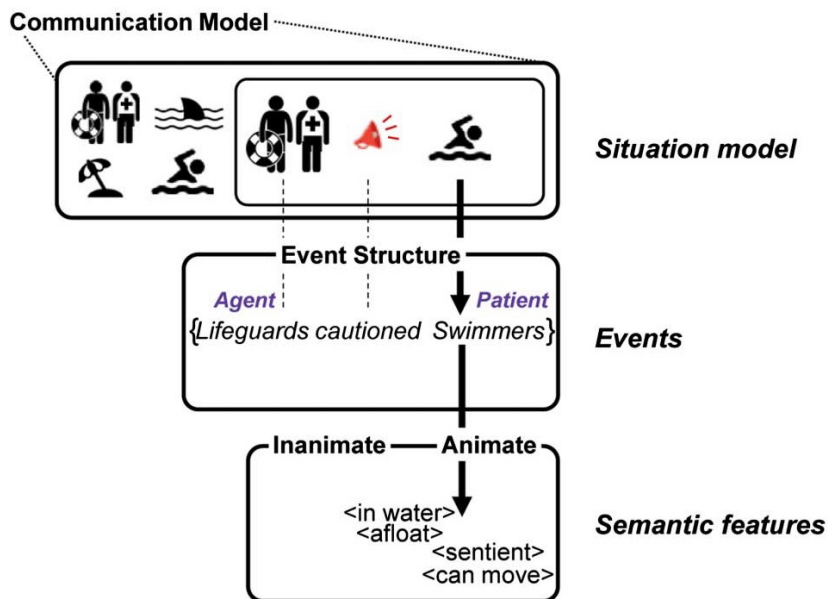 Communication Model
Situation model
Event Structure
Agent Patient
{Lifeguards cautioned Swimmers}
Events
Inanimate Animate
<in water>
<afloat>
<sentient>
<can move>
Semantic features